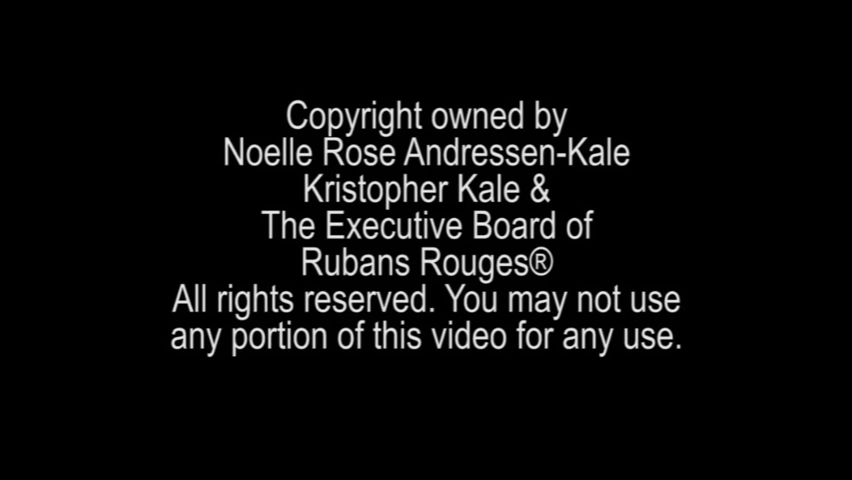 Copyright owned by
Noelle Rose Andressen-Kale
Kristopher Kale &
The Executive Board of
Rubans Rouges®
All rights reserved. You may not use
any portion of this video for any use.